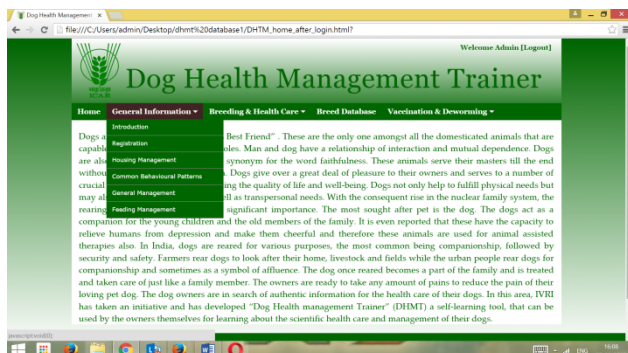 Dog Health Management
file:///C:/Users/admin/Desktop/dhmt%20database1/DHTM_home_after_login.html?
Welcome Admin [Logout]
Dog Health Management Trainer
Home General Information Breeding & Health Care Breed Database Vaccination & Deworming
Introduction
Registration
Housing Management
Common Behavioural Patterns
General Management
Feeding Management
Dogs a Best Friend" . These are the only one amongst all the domesticated animals that are
capable oles. Man and dog have a relationship of interaction and mutual dependence. Dogs
are als synonym for the word faithfulness. These animals serve their masters till the end
withou . Dogs give over a great deal of pleasure to their owners and serves to a number of
crucial ing the quality of life and well-being. Dogs not only help to fulfill physical needs but
may al ell as transpersonal needs. With the consequent rise in the nuclear family system, the
rearing significant importance. The most sought after pet is the dog. The dogs act as a
companion for the young children and the old members of the family. It is even reported that these have the capacity to
relieve humans from depression and make them cheerful and therefore these animals are used for animal assisted
therapies also. In India, dogs are reared for various purposes, the most common being companionship, followed by
security and safety. Farmers rear dogs to look after their home, livestock and fields while the urban people rear dogs for
companionship and sometimes as a symbol of affluence. The dog once reared becomes a part of the family and is treated
and taken care of just like a family member. The owners are ready to take any amount of pains to reduce the pain of their
loving pet dog. The dog owners are in search of authentic information for the health care of their dogs. In this area, IVRI
has taken an initiative and has developed "Dog Health management Trainer" (DHMT) a self-learning tool, that can be
used by the owners themselves for learning about the scientific health care and management of their dogs.
javascript:void(0)
ENG 16:08